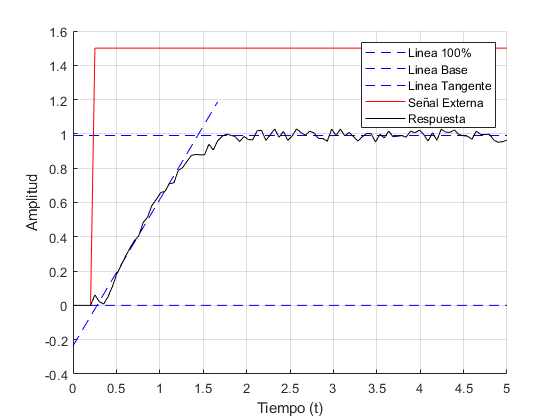 1.6
1.4
1.2
1
0.8
0.6
0.4
0.2
0
-0.2
-0.4
Amplitud
Linea 100%
Linea Base
Linea Tangente
Señal Externa
Respuesta
0 0.5 1 1.5 2 2.5 3 3.5 4 4.5 5
Tiempo (t)